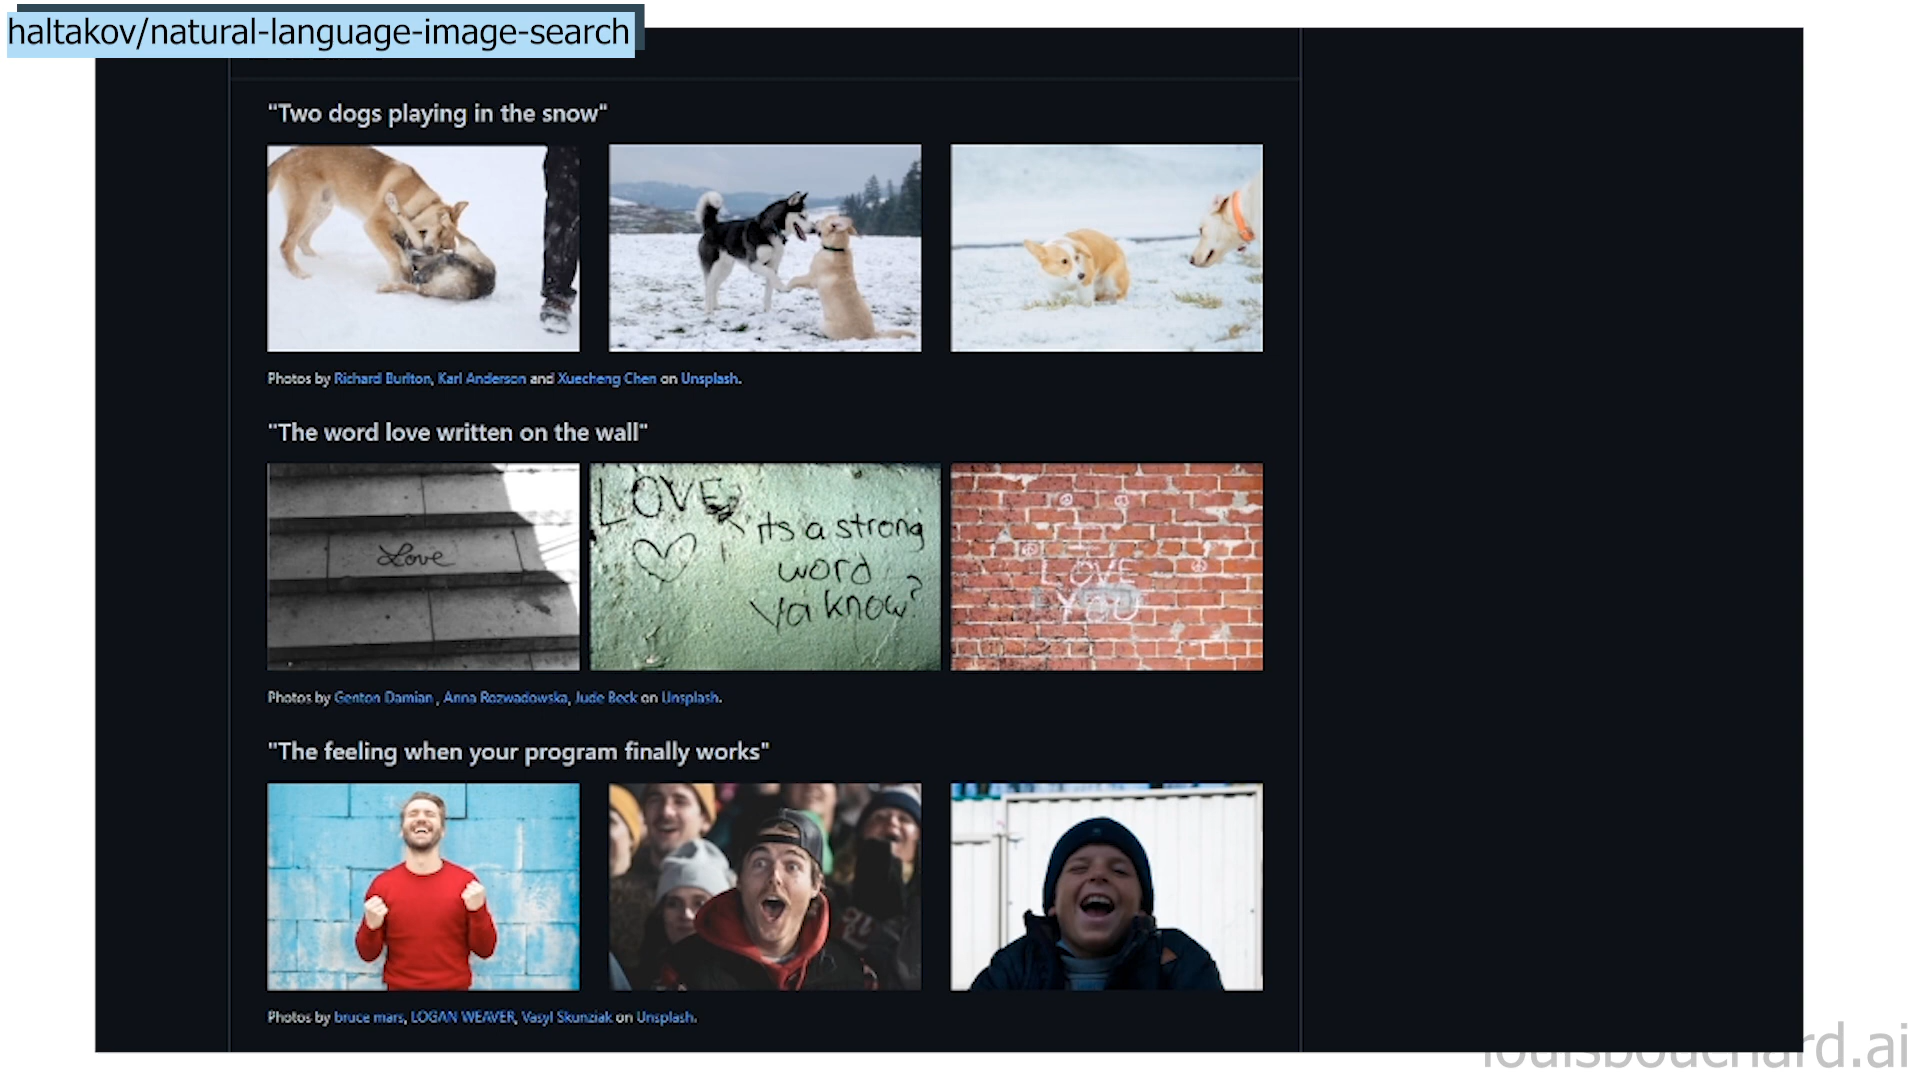 haltakov/natural-language-image-search
"Two dogs playing in the snow"
Photos by Richard Burlton, Karl Anderson and Xuecheng Chen on Unsplash.
"The word love written on the wall"
Love
LOVE
its a strong
word
ya know?
LOVE
YOU
Photos by Genton Damian , Anna Rozwadowska, Jude Beck on Unsplash.
"The feeling when your program finally works"
Photos by bruce mars, LOGAN WEAVER, Vasyl Skunziak on Unsplash.
louisbouchard.ai